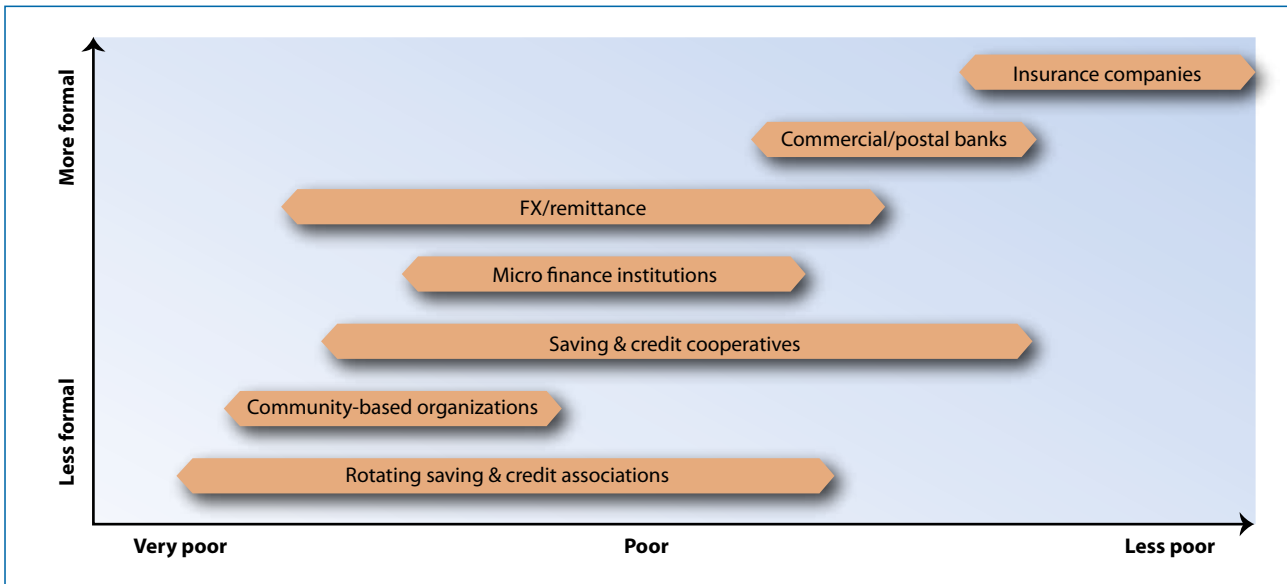 More formal
Less formal
Insurance companies
Commercial/postal banks
FX/remittance
Micro finance institutions
Saving & credit cooperatives
Community-based organizations
Rotating saving & credit associations
Very poor
Poor
Less poor